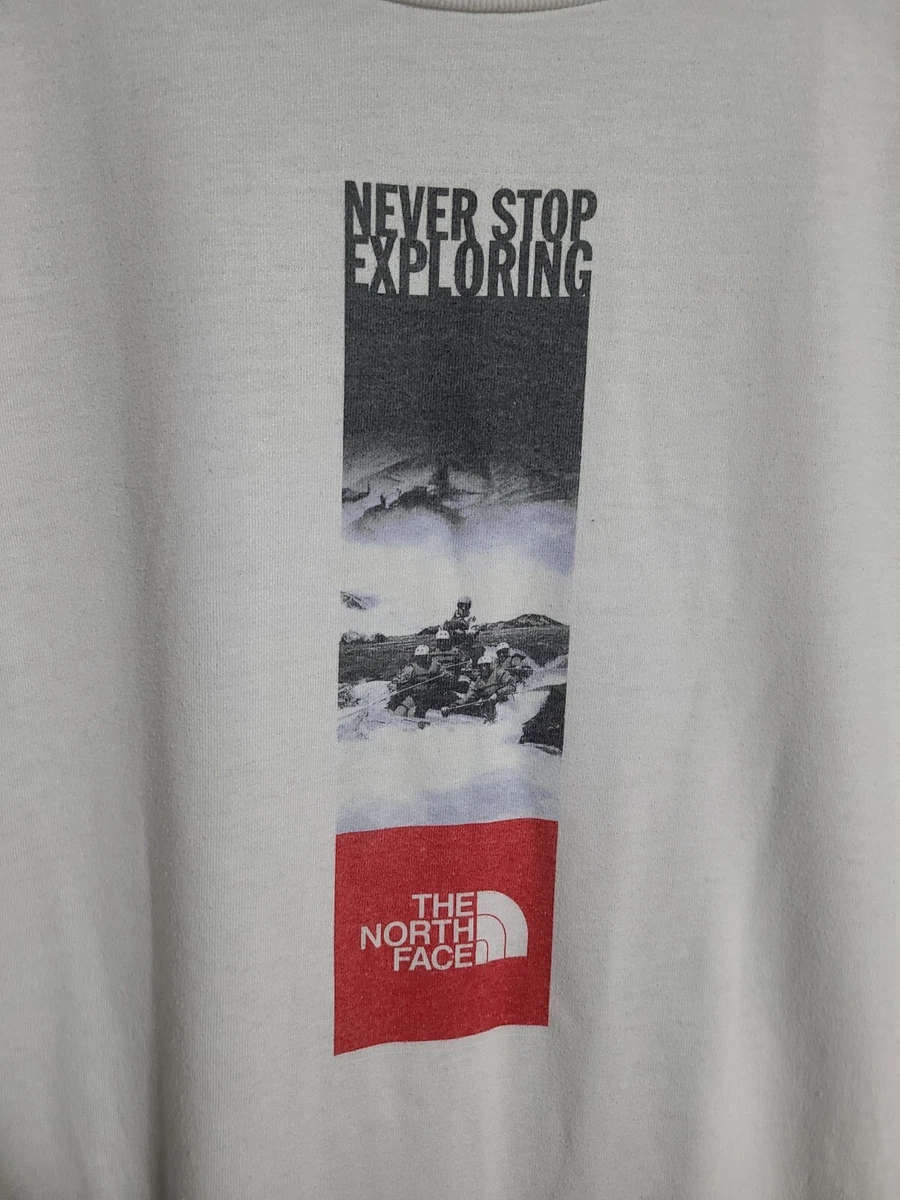 NEVER STOP
EXPLORING
THE
NORTH
FACE